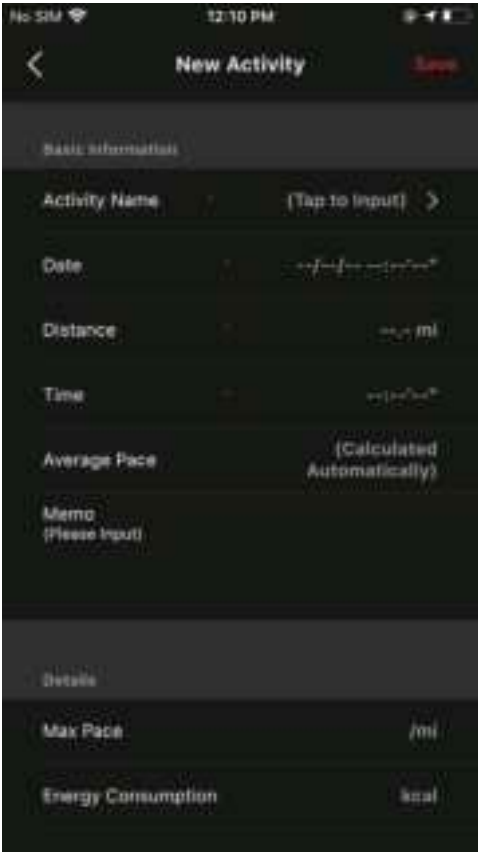 No SIM 12:10 PM
New Activity Save
Basic Information
Activity Name (Tap to Input)
Date --/--/-- --:--'--"
Distance --.- mi
Time --:--'--"
Average Pace (Calculated
Automatically)
Memo
(Please Input)
Details
Max Pace /mi
Energy Consumption kcal